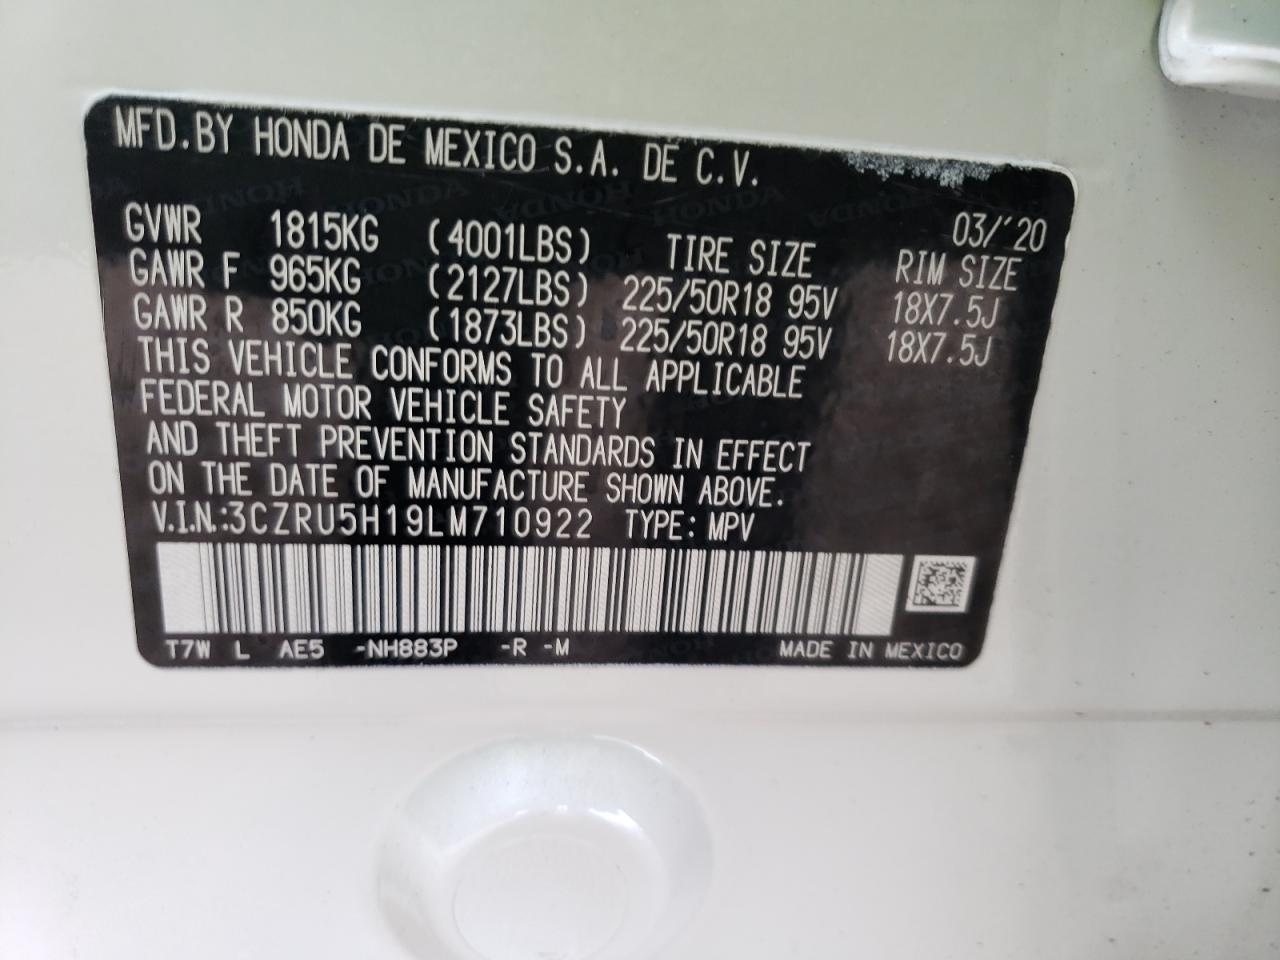 MFD.BY HONDA DE MEXICO S.A. DE C.V.
03/'20
GVWR 1815KG (4001LBS) TIRE SIZE RIM SIZE
GAWR F 965KG (2127LBS) 225/50R18 95V 18X7.5J
GAWR R 850KG (1873LBS) 225/50R18 95V 18X7.5J
THIS VEHICLE CONFORMS TO ALL APPLICABLE
FEDERAL MOTOR VEHICLE SAFETY
AND THEFT PREVENTION STANDARDS IN EFFECT
ON THE DATE OF MANUFACTURE SHOWN ABOVE.
V.I.N.:3CZRU5H19LM710922 TYPE: MPV
T7W L AE5 -NH883P -R -M MADE IN MEXICO